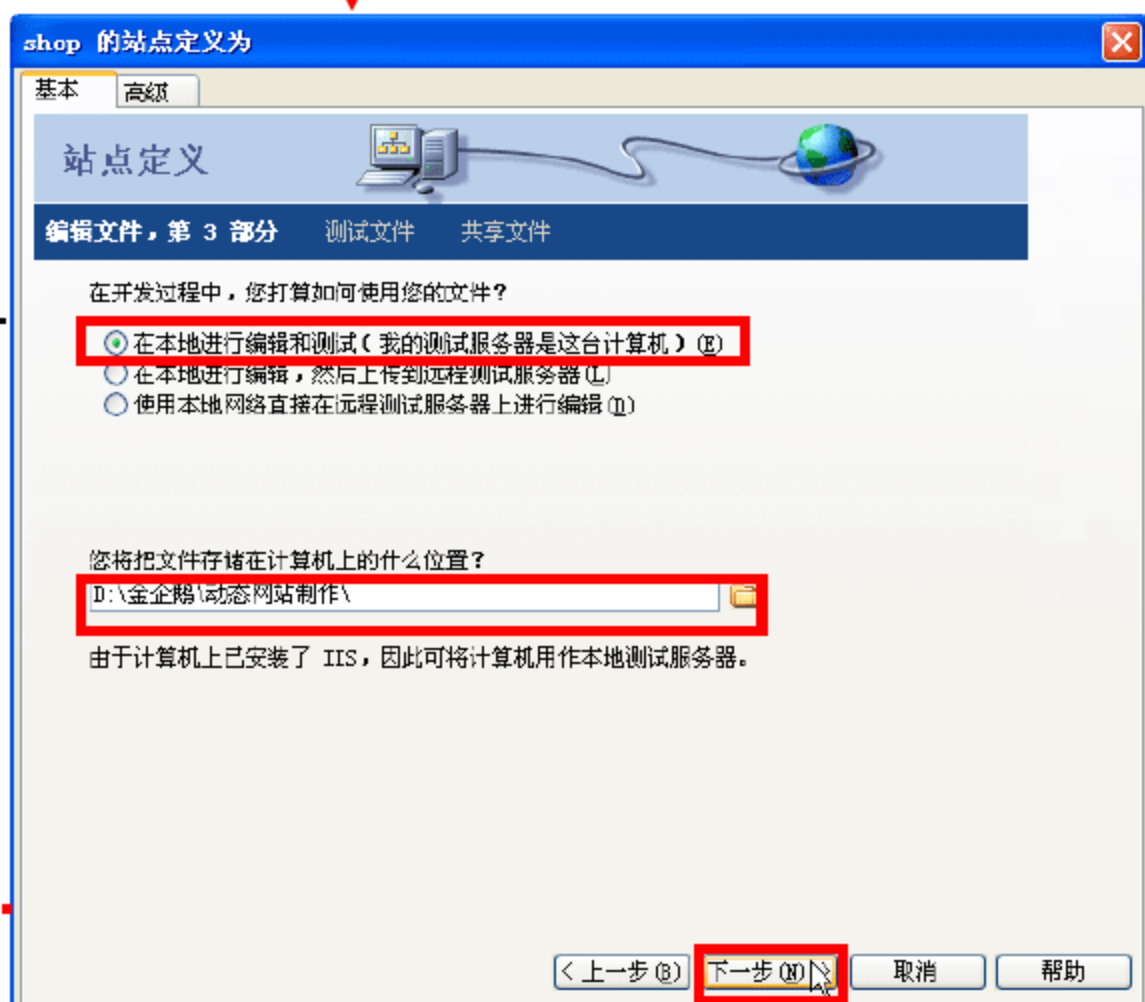 shop 的站点定义为
基本 高级
站点定义
编辑文件，第 3 部分 测试文件 共享文件
在开发过程中，您打算如何使用您的文件？
在本地进行编辑和测试（我的测试服务器是这台计算机）(E)
在本地进行编辑，然后上传到远程测试服务器(L)
使用本地网络直接在远程测试服务器上进行编辑(D)
您将把文件存储在计算机上的什么位置？
D:\金企鹅\动态网站制作\
由于计算机上已安装了 IIS，因此可将计算机用作本地测试服务器。
< 上一步(B) 下一步(N) > 取消 帮助